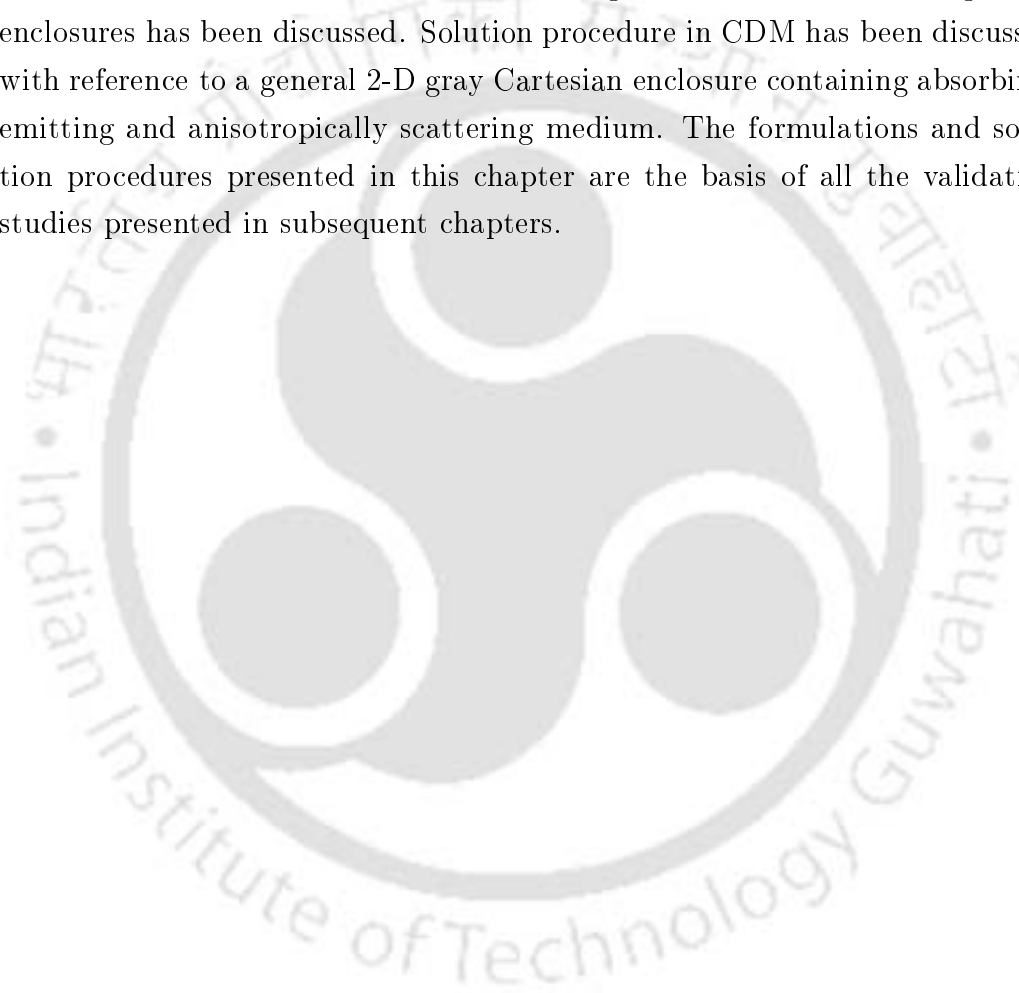 enclosures has been discussed. Solution procedure in CDM has been discuss
with reference to a general 2-D gray Cartesian enclosure containing absorbi
emitting and anisotropically scattering medium. The formulations and so
tion procedures presented in this chapter are the basis of all the validat
studies presented in subsequent chapters.
• Indian Institute of Technology Guwahati •